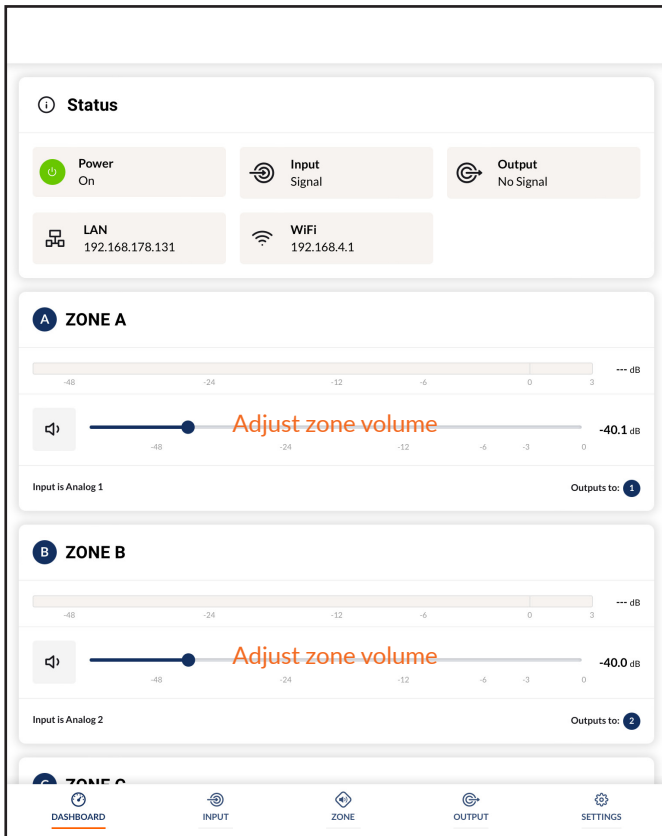 Status
Power
On
Input
Signal
Output
No Signal
LAN
192.168.178.131
WiFi
192.168.4.1
A ZONE A
--- dB
-48 -24 -12 -6 0 3
Adjust zone volume
-40.1 dB
-48 -24 -12 -6 -3 0
Input is Analog 1 Outputs to: 1
B ZONE B
--- dB
-48 -24 -12 -6 0 3
Adjust zone volume
-40.0 dB
-48 -24 -12 -6 -3 0
Input is Analog 2 Outputs to: 2
C ZONE C
DASHBOARD INPUT ZONE OUTPUT SETTINGS